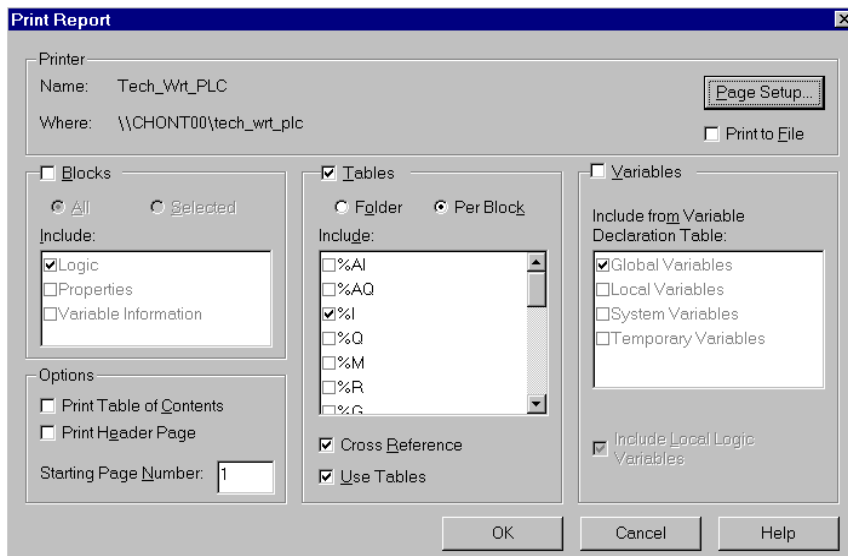 Print Report
Printer
Name: Tech_Wrt_PLC
Page Setup...
Where: \\CHONT00\tech_wrt_plc
Print to File
Blocks
All Selected
Include:
Logic
Properties
Variable Information
Options
Print Table of Contents
Print Header Page
Starting Page Number: 1
Tables
Folder Per Block
Include:
%AI
%AQ
%I
%Q
%M
%R
%G
Cross Reference
Use Tables
Variables
Include from Variable
Declaration Table:
Global Variables
Local Variables
System Variables
Temporary Variables
Include Local Logic
Variables
OK Cancel Help